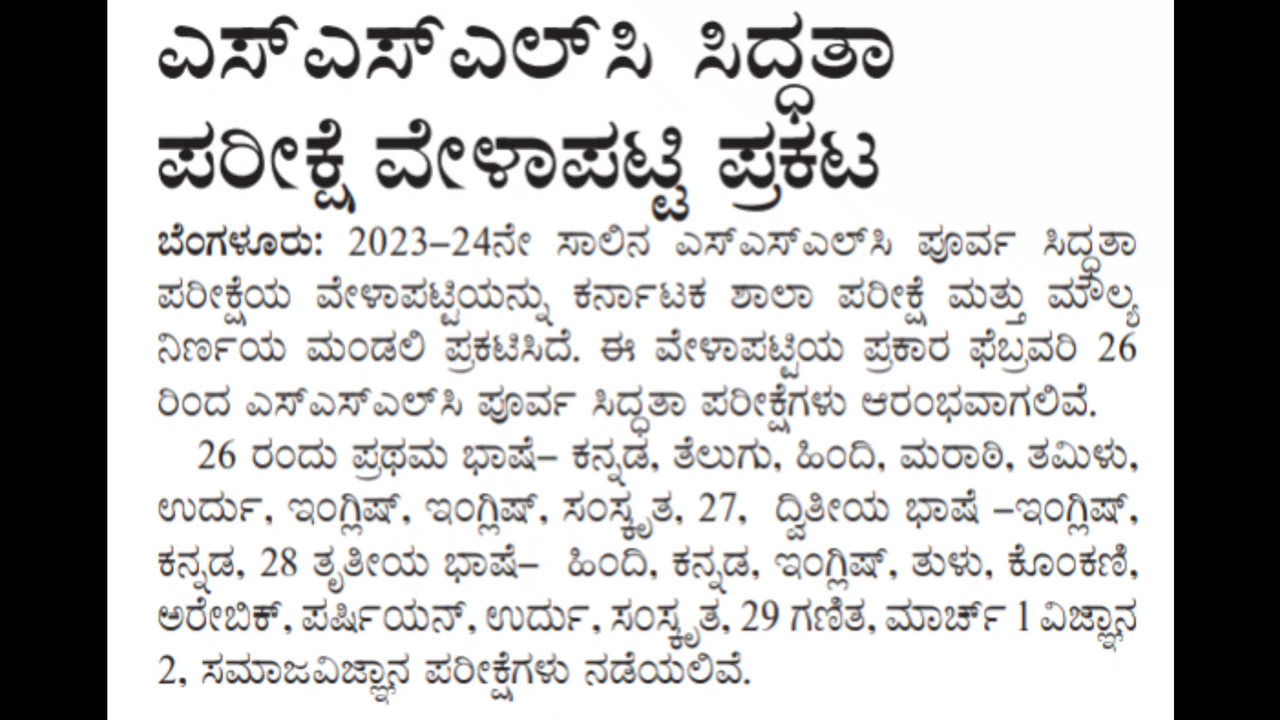 ಎಸ್ಎಸ್ಎಲ್‌ಸಿ ಸಿದ್ಧತಾ
ಪರೀಕ್ಷೆ ವೇಳಾಪಟ್ಟಿ ಪ್ರಕಟ
ಬೆಂಗಳೂರು: 2023–24ನೇ ಸಾಲಿನ ಎಸ್ಎಸ್ಎಲ್‌ಸಿ ಪೂರ್ವ ಸಿದ್ಧತಾ
ಪರೀಕ್ಷೆಯ ವೇಳಾಪಟ್ಟಿಯನ್ನು ಕರ್ನಾಟಕ ಶಾಲಾ ಪರೀಕ್ಷೆ ಮತ್ತು ಮೌಲ್ಯ
ನಿರ್ಣಯ ಮಂಡಲಿ ಪ್ರಕಟಿಸಿದೆ. ಈ ವೇಳಾಪಟ್ಟಿಯ ಪ್ರಕಾರ ಫೆಬ್ರವರಿ 26
ರಿಂದ ಎಸ್ಎಸ್ಎಲ್‌ಸಿ ಪೂರ್ವ ಸಿದ್ಧತಾ ಪರೀಕ್ಷೆಗಳು ಆರಂಭವಾಗಲಿವೆ.
26 ರಂದು ಪ್ರಥಮ ಭಾಷೆ– ಕನ್ನಡ, ತೆಲುಗು, ಹಿಂದಿ, ಮರಾಠಿ, ತಮಿಳು,
ಉರ್ದು, ಇಂಗ್ಲಿಷ್, ಇಂಗ್ಲಿಷ್, ಸಂಸ್ಕೃತ, 27, ದ್ವಿತೀಯ ಭಾಷೆ –ಇಂಗ್ಲಿಷ್,
ಕನ್ನಡ, 28 ತೃತೀಯ ಭಾಷೆ– ಹಿಂದಿ, ಕನ್ನಡ, ಇಂಗ್ಲಿಷ್, ತುಳು, ಕೊಂಕಣಿ,
ಅರೇಬಿಕ್, ಪರ್ಷಿಯನ್, ಉರ್ದು, ಸಂಸ್ಕೃತ, 29 ಗಣಿತ, ಮಾರ್ಚ್ 1 ವಿಜ್ಞಾನ
2, ಸಮಾಜವಿಜ್ಞಾನ ಪರೀಕ್ಷೆಗಳು ನಡೆಯಲಿವೆ.